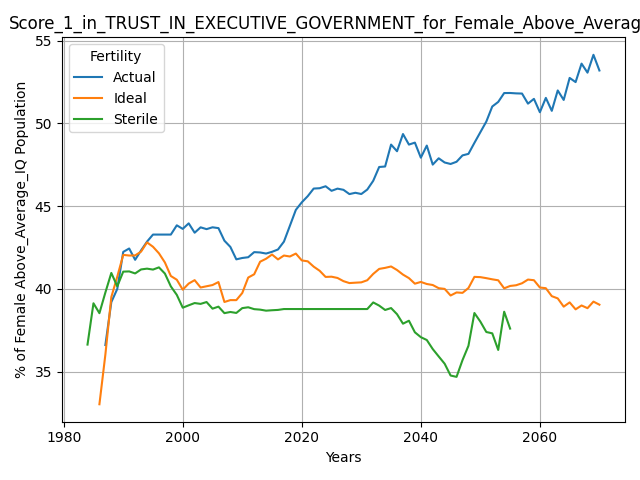 Score_1_in_TRUST_IN_EXECUTIVE_GOVERNMENT_for_Female_Above_Averag
% of Female Above_Average_IQ Population
55
50
45
40
35
Fertility
Actual
Ideal
Sterile
1980 2000 2020 2040 2060
Years